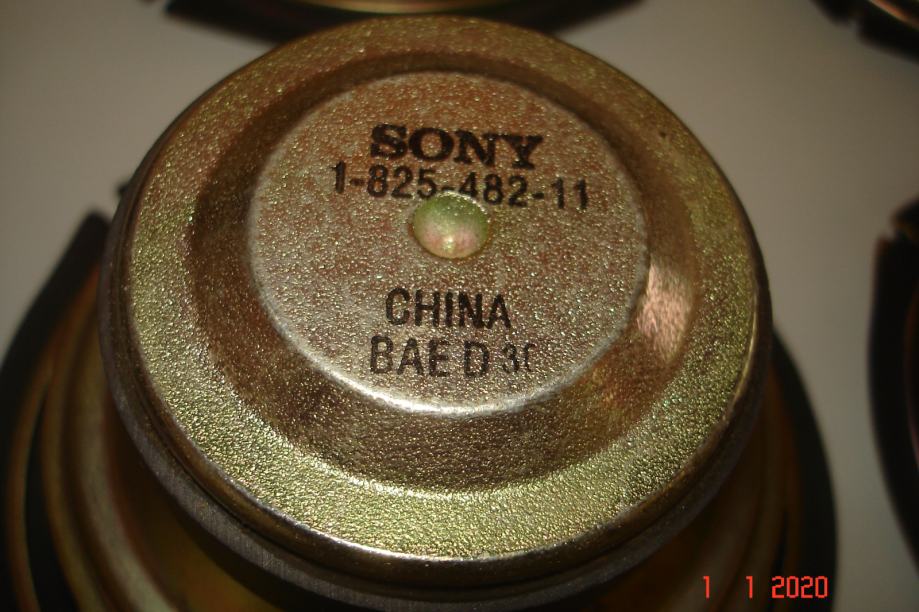 SONY
1-825-482-11
CHINA
BAE D
1 1 2020